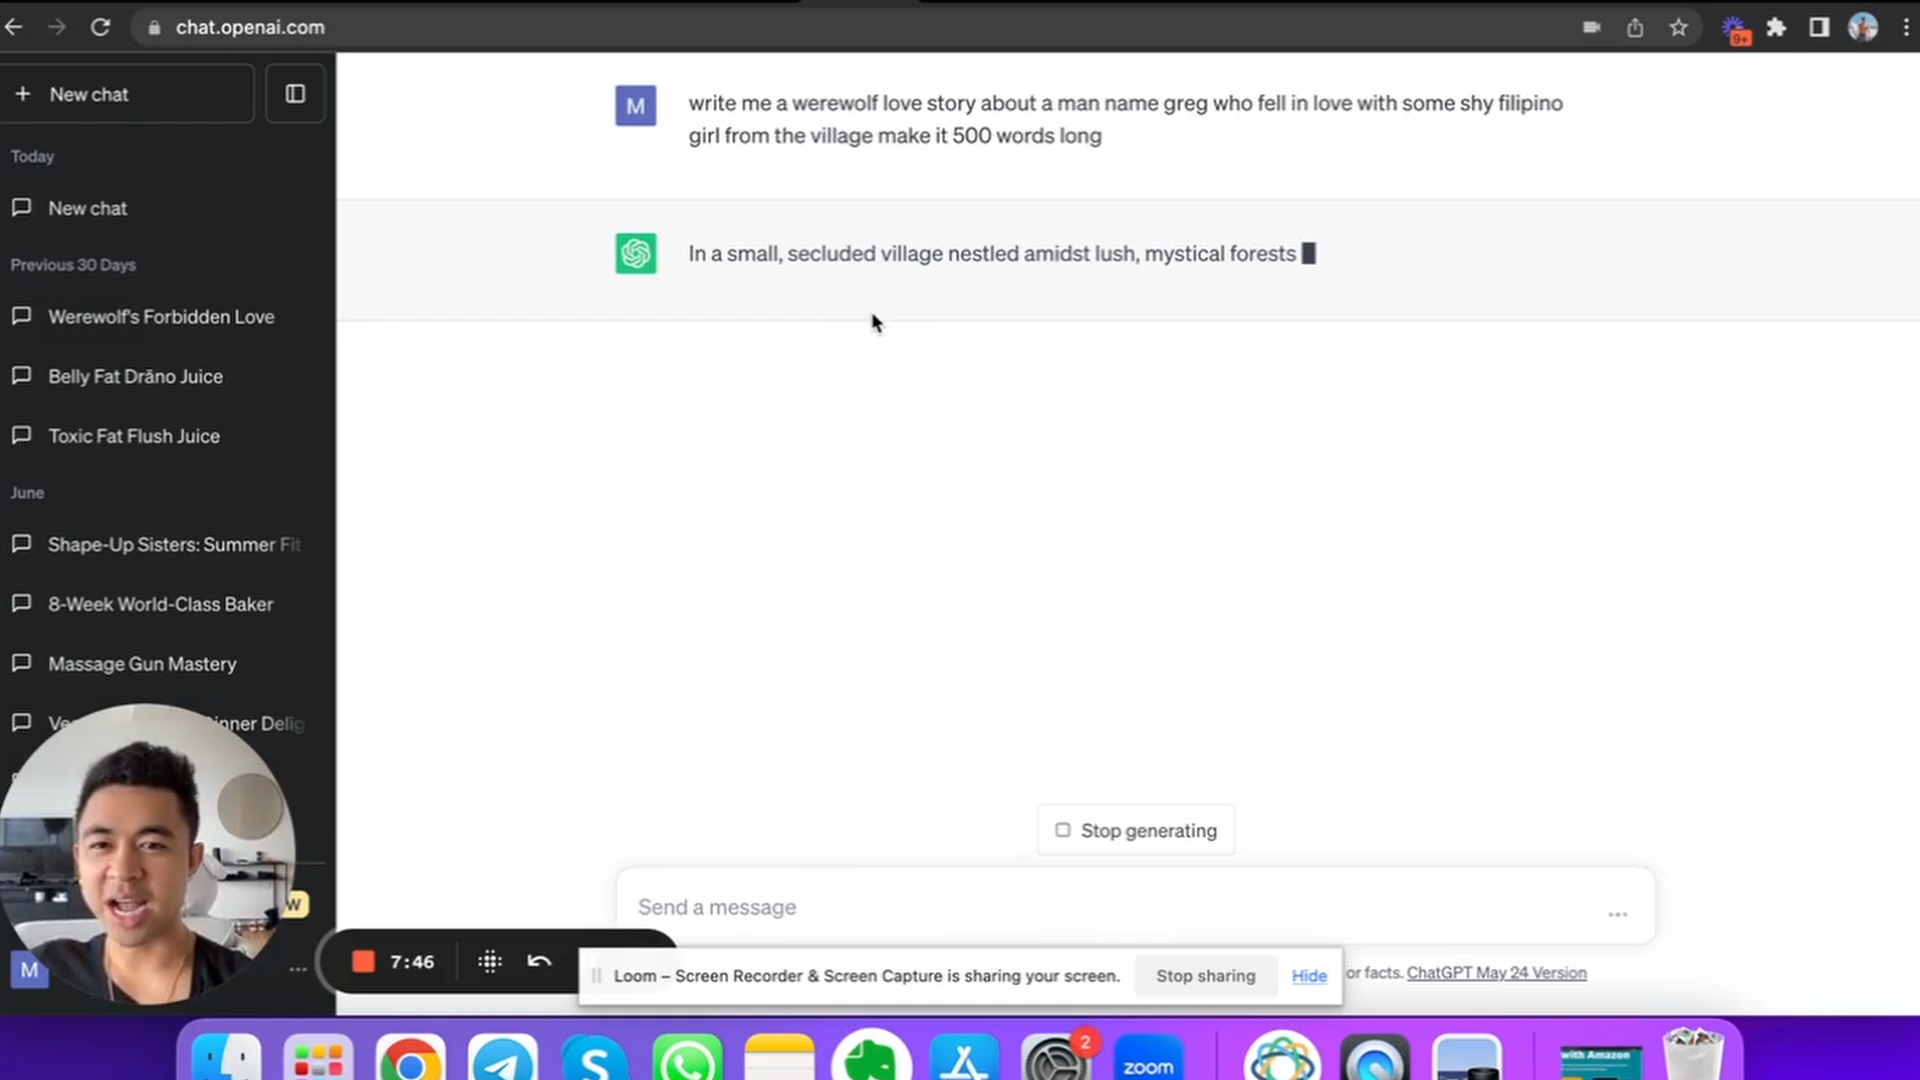 chat.openai.com
9+
New chat
Today
New chat
Previous 30 Days
Werewolf's Forbidden Love
Belly Fat Drāno Juice
Toxic Fat Flush Juice
June
Shape-Up Sisters: Summer Fit
8-Week World-Class Baker
Massage Gun Mastery
M
write me a werewolf love story about a man name greg who fell in love with some shy filipino
girl from the village make it 500 words long
In a small, secluded village nestled amidst lush, mystical forests
Stop generating
Send a message
W
M
7:46
Loom – Screen Recorder & Screen Capture is sharing your screen.
Stop sharing
Hide
or facts. ChatGPT May 24 Version
2
zoom
with Amazon